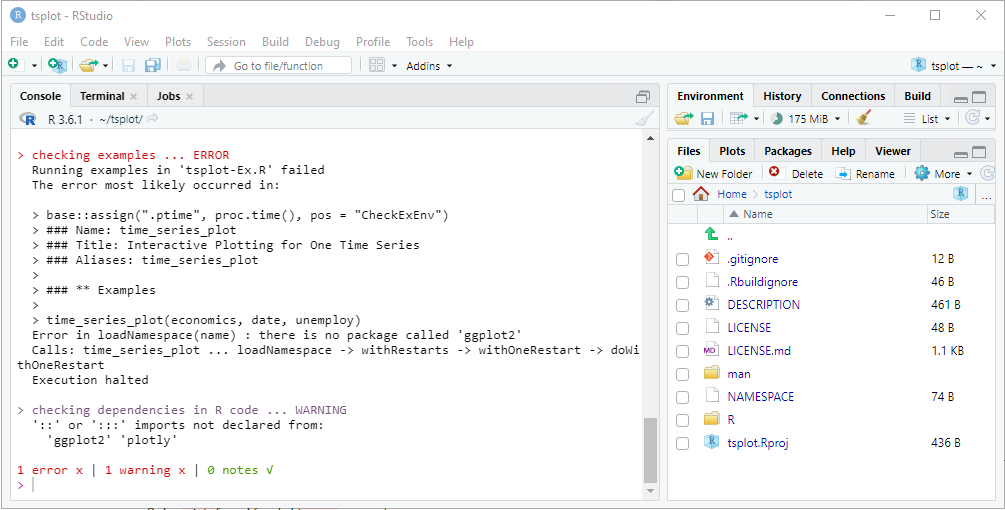 tsplot - RStudio
File Edit Code View Plots Session Build Debug Profile Tools Help
Go to file/function Addins tsplot — ~
Console Terminal Jobs
R 3.6.1 · ~/tsplot/
> checking examples ... ERROR
Running examples in 'tsplot-Ex.R' failed
The error most likely occurred in:
> base::assign(".ptime", proc.time(), pos = "CheckExEnv")
> ### Name: time_series_plot
> ### Title: Interactive Plotting for One Time Series
> ### Aliases: time_series_plot
>
> ### ** Examples
>
> time_series_plot(economics, date, unemploy)
Error in loadNamespace(name) : there is no package called 'ggplot2'
Calls: time_series_plot ... loadNamespace -> withRestarts -> withOneRestart -> doWi
thOneRestart
Execution halted
> checking dependencies in R code ... WARNING
'::' or ':::' imports not declared from:
'ggplot2' 'plotly'
1 error x | 1 warning x | 0 notes √
>
Environment History Connections Build
175 MiB List
Files Plots Packages Help Viewer
New Folder Delete Rename More
Home > tsplot ...
Name Size
..
.gitignore 12 B
.Rbuildignore 46 B
DESCRIPTION 461 B
LICENSE 48 B
MD LICENSE.md 1.1 KB
man
NAMESPACE 74 B
R
tsplot.Rproj 436 B